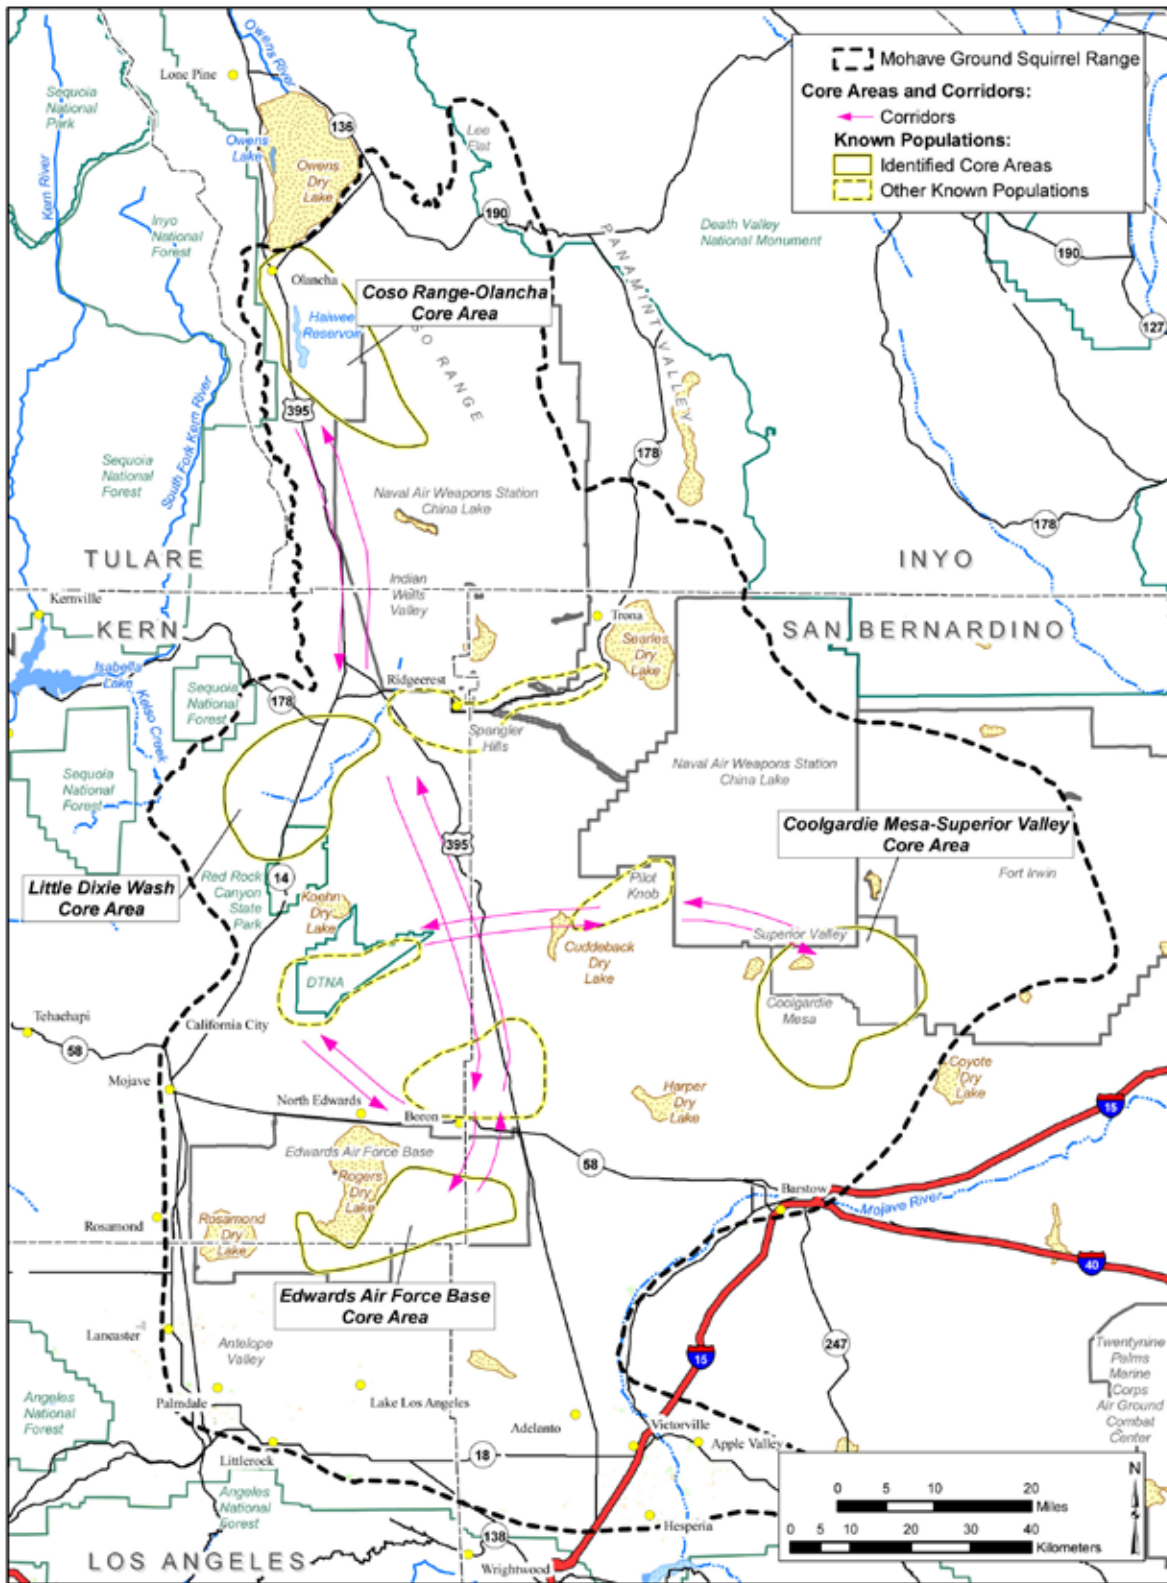 Mohave Ground Squirrel Range
Core Areas and Corridors:
Corridors
Known Populations:
Identified Core Areas
Other Known Populations
Owens River
Lone Pine
Sequoia
National
Park
Kern River
Owens
Lake
Owens
Dry
Lake
136
Lee
Flat
190
Inyo
National
Forest
Death Valley
National Monument
190
127
PANAMINT VALLEY
Olancha
Coso Range-Olancha
Core Area
Haiwee
Reservoir
SO RANGE
395
South Fork Kern River
Sequoia
National
Forest
178
Naval Air Weapons Station
China Lake
178
TULARE
INYO
Indian
Wells
Valley
Kernville
KERN
Trona
SAN BERNARDINO
Searles
Dry
Lake
Isabella
Lake
Kelso Creek
Sequoia
National
Forest
178
Ridgecrest
Spangler
Hills
Sequoia
National
Forest
Naval Air Weapons Station
China Lake
395
Coolgardie Mesa-Superior Valley
Core Area
Little Dixie Wash
Core Area
14
Red Rock
Canyon
State
Park
Koehn
Dry
Lake
Pilot
Knob
Fort Irwin
Superior Valley
Cuddeback
Dry
Lake
DTNA
Coolgardie
Mesa
Tehachapi
58
California City
Mojave
North Edwards
Boron
Harper
Dry
Lake
Coyote
Dry
Lake
15
58
Edwards Air Force Base
Rogers
Dry
Lake
Barstow
Mojave River
Rosamond
Rosamond
Dry
Lake
40
Edwards Air Force Base
Core Area
Lancaster
Antelope
Valley
15
247
Twentynine
Palms
Marine
Corps
Air Ground
Combat
Center
Angeles
National
Forest
Palmdale
Lake Los Angeles
Adelanto
Victorville
Apple Valley
Littlerock
18
Angeles
National
Forest
138
Hesperia
LOS ANGELES
Wrightwood
N
0 5 10 20
Miles
0 5 10 20 30 40
Kilometers